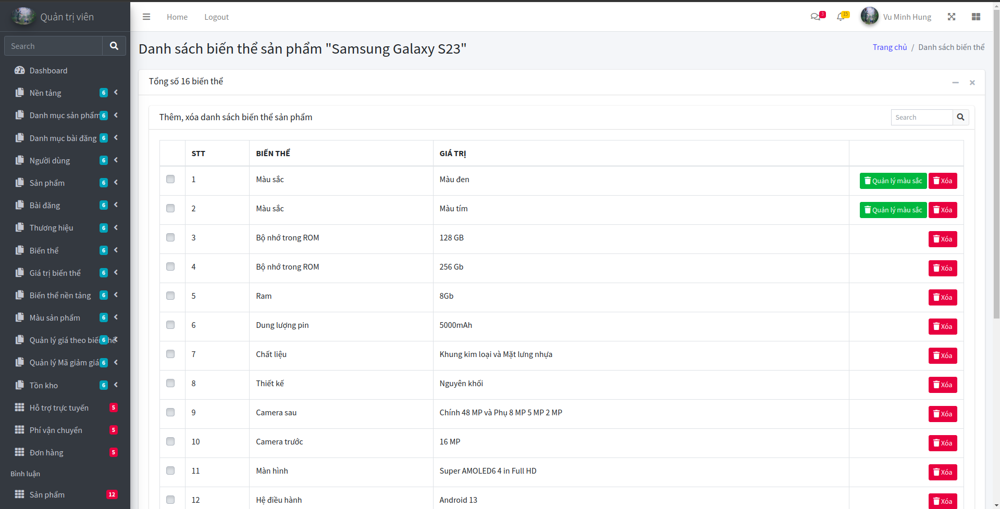 Quản trị viên
Home
Logout
3
15
Vu Minh Hung
Search
Dashboard
Nền tảng 6
Danh mục sản phẩm 6
Danh mục bài đăng 6
Người dùng 6
Sản phẩm 6
Bài đăng 6
Thương hiệu 6
Biến thể 6
Giá trị biến thể 6
Biến thể nền tảng 6
Màu sản phẩm 6
Quản lý giá theo 6
Quản lý Mã giảm giá 6
Tồn kho 6
Hỗ trợ trực tuyến 5
Phí vận chuyển 5
Đơn hàng 5
Bình luận
Sản phẩm 12
Danh sách biến thể sản phẩm "Samsung Galaxy S23"
Trang chủ / Danh sách biến thể
Tổng số 16 biến thể
Thêm, xóa danh sách biến thể sản phẩm
Search
STT BIẾN THỂ GIÁ TRỊ
1 Màu sắc Màu đen Quản lý màu sắc Xóa
2 Màu sắc Màu tím Quản lý màu sắc Xóa
3 Bộ nhớ trong ROM 128 GB Xóa
4 Bộ nhớ trong ROM 256 Gb Xóa
5 Ram 8Gb Xóa
6 Dung lượng pin 5000mAh Xóa
7 Chất liệu Khung kim loại và Mặt lưng nhựa Xóa
8 Thiết kế Nguyên khối Xóa
9 Camera sau Chính 48 MP và Phụ 8 MP 5 MP 2 MP Xóa
10 Camera trước 16 MP Xóa
11 Màn hình Super AMOLED6 4 in Full HD Xóa
12 Hệ điều hành Android 13 Xóa